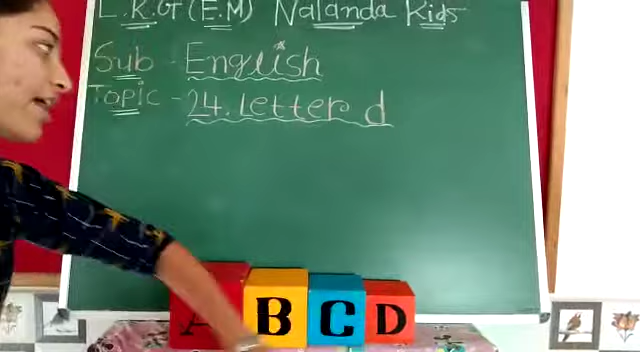 L.K.G (E.M) Nalanda Kids
Sub - English
Topic - 24. Letter d
A B C D